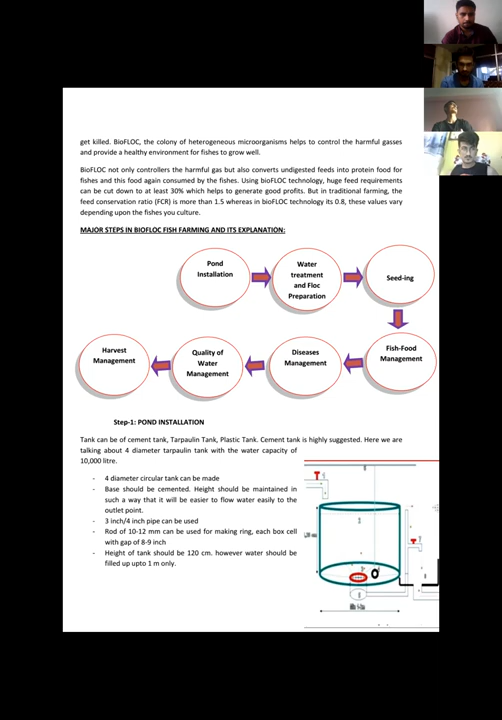 get killed. BioFLOC, the colony of heterogeneous microorganisms helps to control the harmful gasses
and provide a healthy environment for fishes to grow well.
BioFLOC not only controllers the harmful gas but also converts undigested feeds into protein food for
fishes and this food again consumed by the fishes. Using bioFLOC technology, huge feed requirements
can be cut down to at least 30% which helps to generate good profits. But in traditional farming, the
feed conservation ratio (FCR) is more than 1.5 whereas in bioFLOC technology its 0.8, these values vary
depending upon the fishes you culture.
MAJOR STEPS IN BIOFLOC FISH FARMING AND ITS EXPLANATION:
Pond
Installation
Water
treatment
and Floc
Preparation
Seed-ing
Fish-Food
Management
Diseases
Management
Quality of
Water
Management
Harvest
Management
Step-1: POND INSTALLATION
Tank can be of cement tank, Tarpaulin Tank, Plastic Tank. Cement tank is highly suggested. Here we are
talking about 4 diameter tarpaulin tank with the water capacity of
10,000 litre.
- 4 diameter circular tank can be made
- Base should be cemented. Height should be maintained in
such a way that it will be easier to flow water easily to the
outlet point.
- 3 inch/4 inch pipe can be used
- Rod of 10-12 mm can be used for making ring, each box cell
with gap of 8-9 inch
- Height of tank should be 120 cm. however water should be
filled up upto 1 m only.